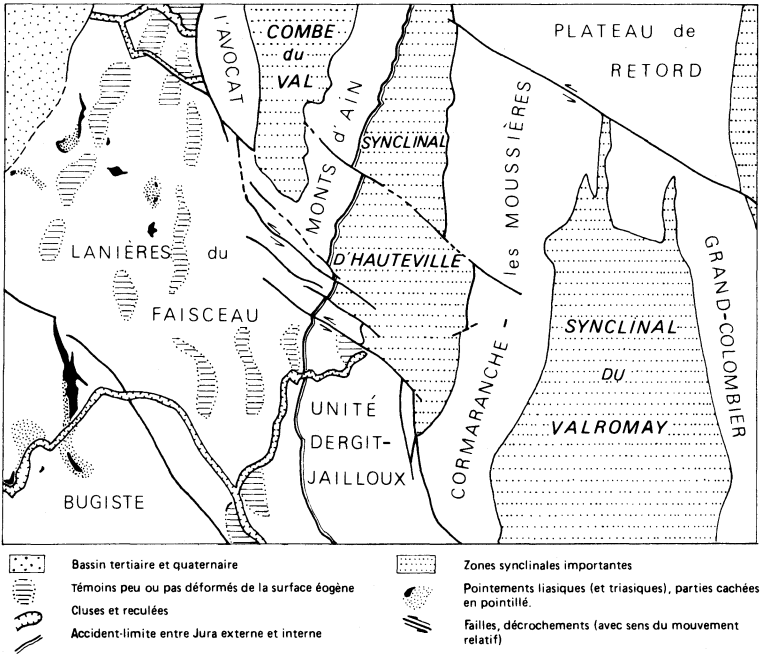 l'AVOCAT
COMBE
du
VAL
MONTS d'AIN
SYNCLINAL
D'HAUTEVILLE
PLATEAU de
RETORD
CORMARANCHE - les MOUSSIÈRES
LANIÈRES du
FAISCEAU
BUGISTE
UNITÉ
DERGIT-
JAILLOUX
SYNCLINAL
DU
VALROMAY
GRAND-COLOMBIER
Bassin tertiaire et quaternaire
Témoins peu ou pas déformés de la surface éogène
Cluses et reculées
Accident-limite entre Jura externe et interne
Zones synclinales importantes
Pointements liasiques (et triasiques), parties cachées
en pointillé.
Failles, décrochements (avec sens du mouvement
relatif)